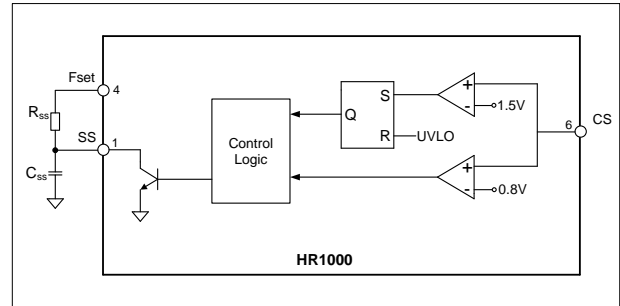 Fset
4
Rss
SS
1
Css
Control
Logic
Q
S
R
UVLO
+
-
1.5V
6
CS
+
-
0.8V
HR1000